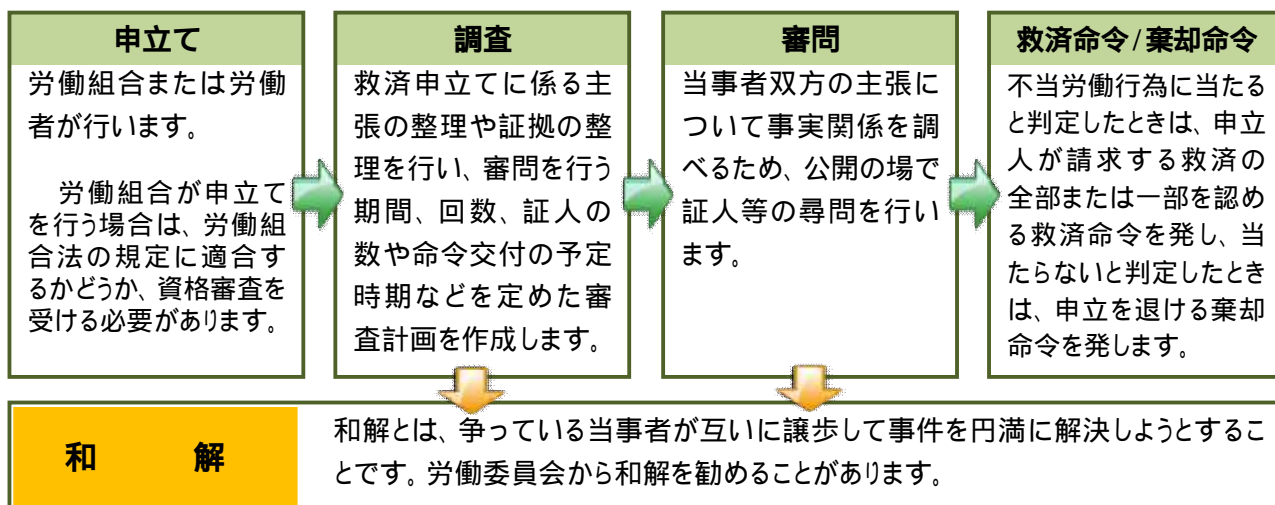 申立て
労働組合または労働
者が行います。
労働組合が申立て
を行う場合は、労働組
合法の規定に適合す
るかどうか、資格審査を
受ける必要があります。
調査
救済申立てに係る主
張の整理や証拠の整
理を行い、審問を行う
期間、回数、証人の
数や命令交付の予定
時期などを定めた審
査計画を作成します。
審問
当事者双方の主張に
ついて事実関係を調
べるため、公開の場で
証人等の尋問を行い
ます。
救済命令/棄却命令
不当労働行為に当たる
と判定したときは、申立
人が請求する救済の
全部または一部を認め
る救済命令を発し、当
たらないと判定したとき
は、申立を退ける棄却
命令を発します。
和　　解
和解とは、争っている当事者が互いに譲歩して事件を円満に解決しようとするこ
とです。労働委員会から和解を勧めることがあります。